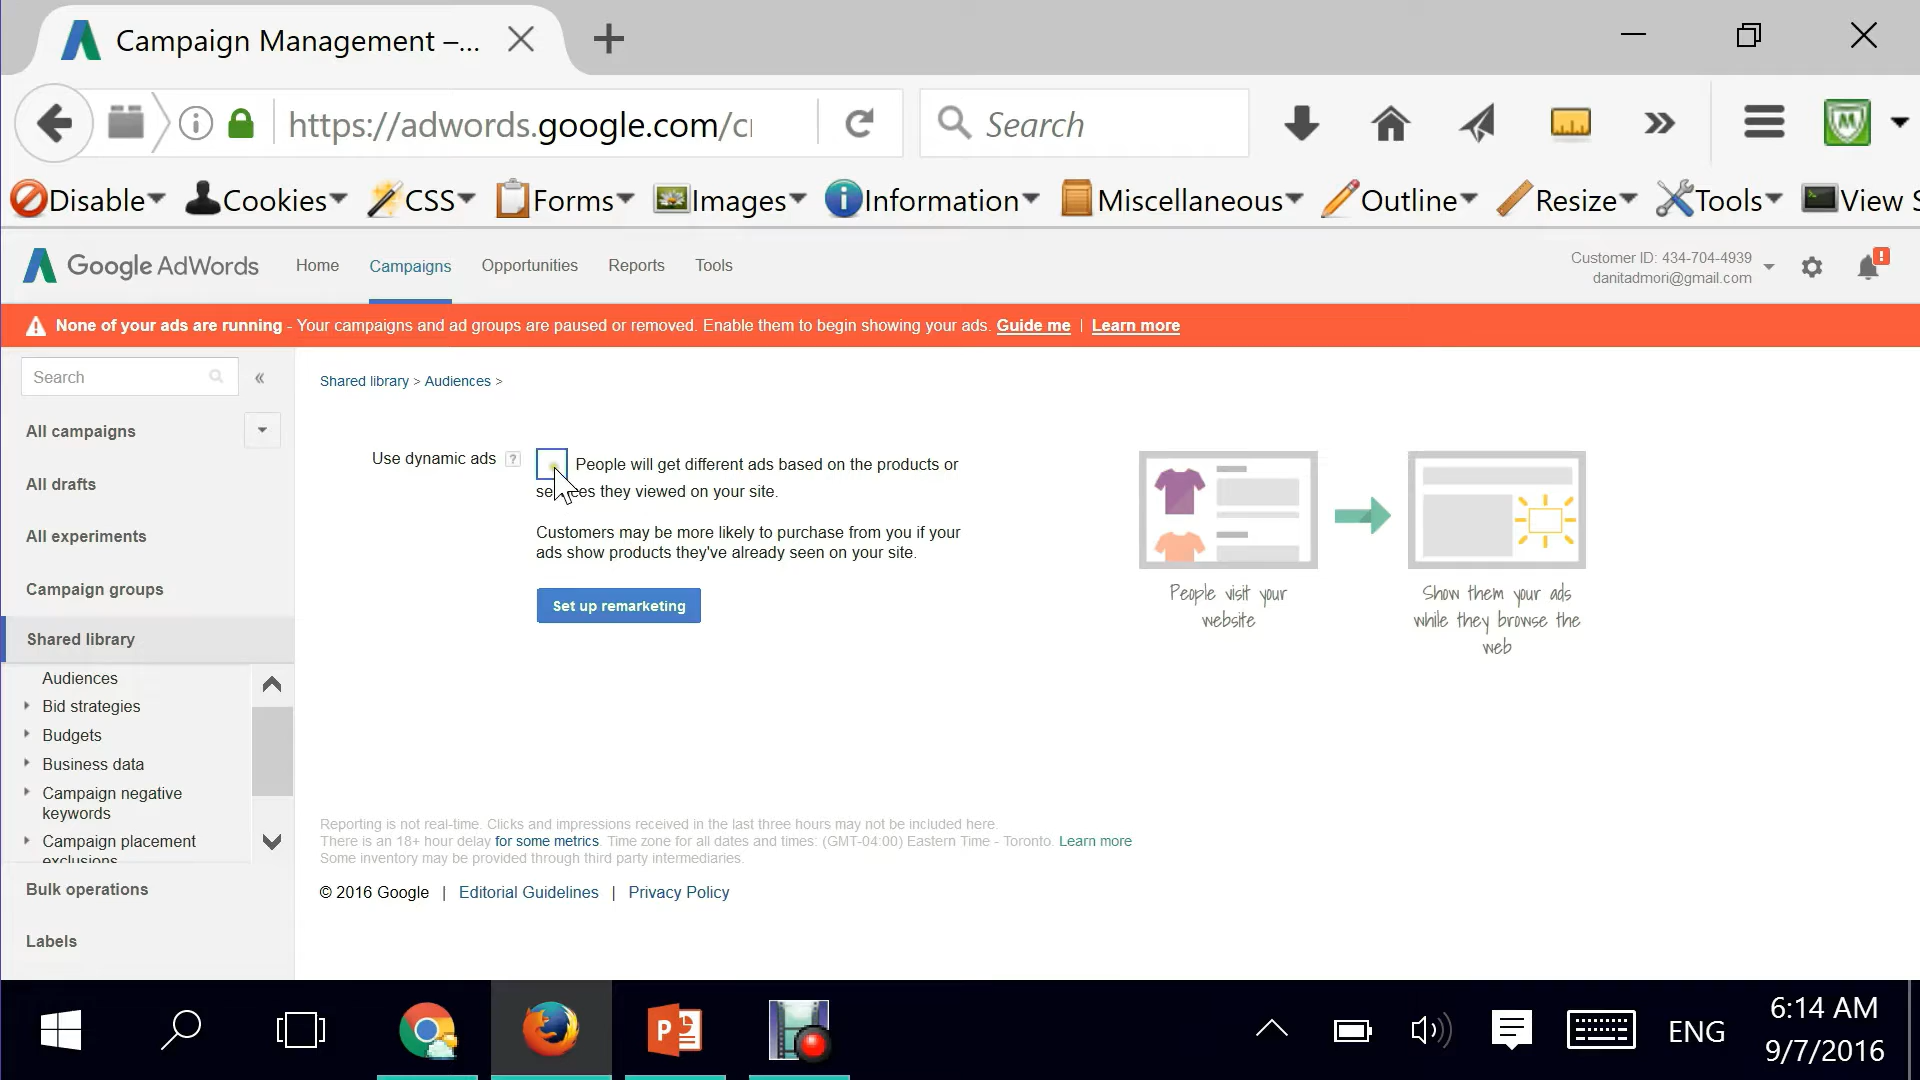 Campaign Management –...
https://adwords.google.com/c
Search
Disable
Cookies
CSS
Forms
Images
Information
Miscellaneous
Outline
Resize
Tools
View S
Google AdWords
Home
Campaigns
Opportunities
Reports
Tools
Customer ID: 434-704-4939
danitadmori@gmail.com
None of your ads are running - Your campaigns and ad groups are paused or removed. Enable them to begin showing your ads. Guide me | Learn more
Search
«
All campaigns
All drafts
All experiments
Campaign groups
Shared library
Audiences
Bid strategies
Budgets
Business data
Campaign negative
keywords
Campaign placement
exclusions
Bulk operations
Labels
Shared library > Audiences >
Use dynamic ads ?
People will get different ads based on the products or
services they viewed on your site.
Customers may be more likely to purchase from you if your
ads show products they've already seen on your site.
Set up remarketing
People visit your
website
Show them your ads
while they browse the
web
Reporting is not real-time. Clicks and impressions received in the last three hours may not be included here.
There is an 18+ hour delay for some metrics. Time zone for all dates and times: (GMT-04:00) Eastern Time - Toronto. Learn more
Some inventory may be provided through third party intermediaries.
© 2016 Google | Editorial Guidelines | Privacy Policy
ENG
6:14 AM
9/7/2016